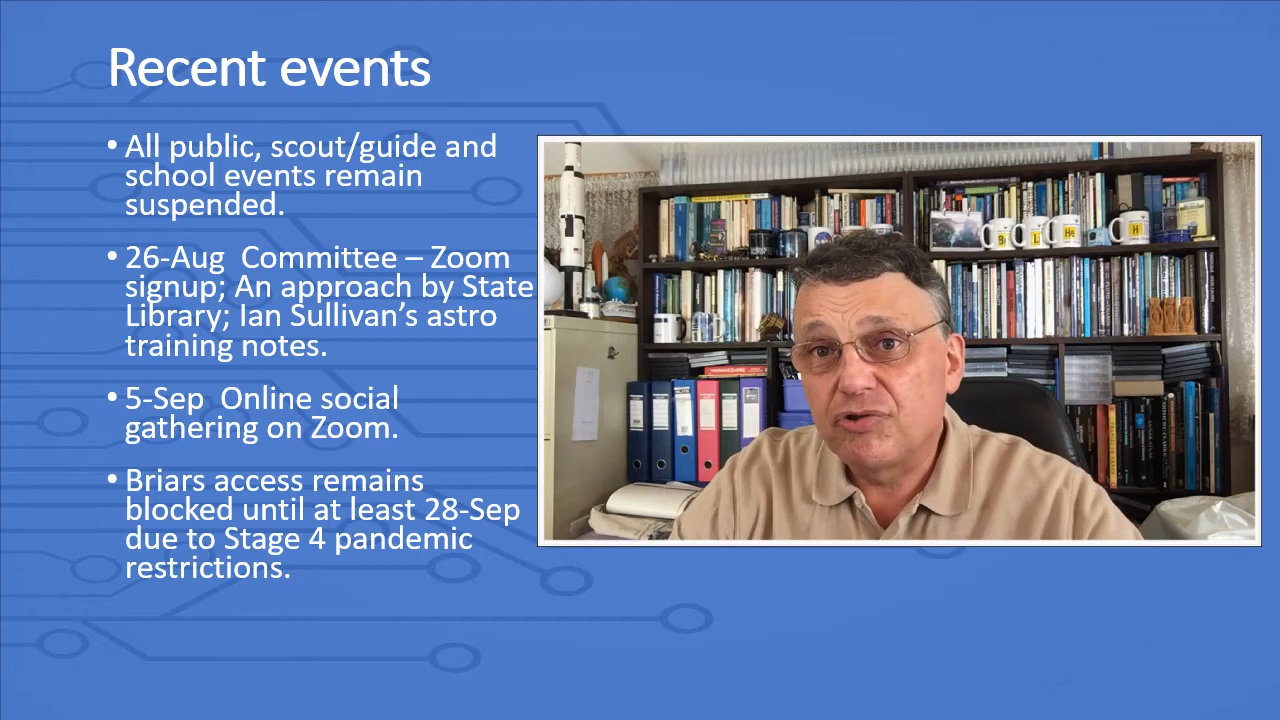 Recent events
• All public, scout/guide and
school events remain
suspended.
• 26-Aug  Committee – Zoom
signup; An approach by State
Library; Ian Sullivan’s astro
training notes.
• 5-Sep  Online social
gathering on Zoom.
• Briars access remains
blocked until at least 28-Sep
due to Stage 4 pandemic
restrictions.
He
H